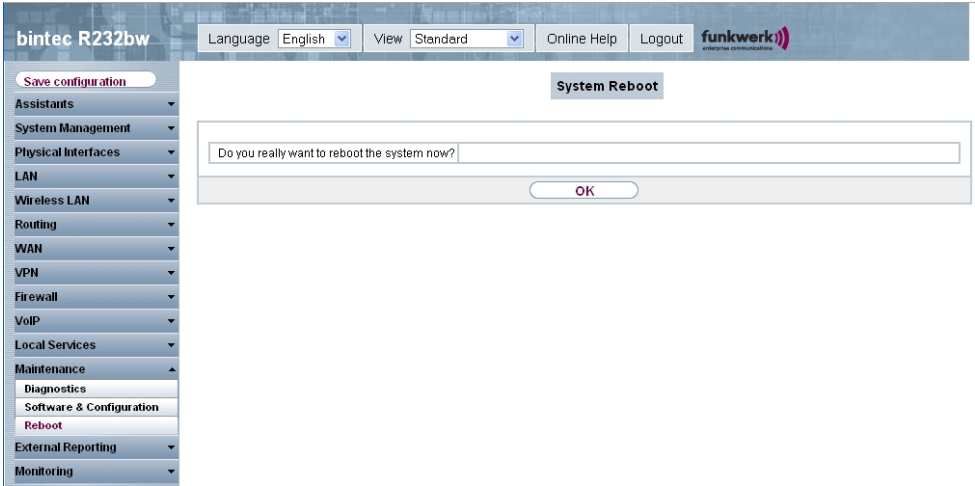 bintec R232bw
Language English View Standard Online Help Logout funkwerk
enterprise communications
Save configuration
Assistants
System Management
Physical Interfaces
LAN
Wireless LAN
Routing
WAN
VPN
Firewall
VoIP
Local Services
Maintenance
Diagnostics
Software & Configuration
Reboot
External Reporting
Monitoring
System Reboot
Do you really want to reboot the system now?
OK